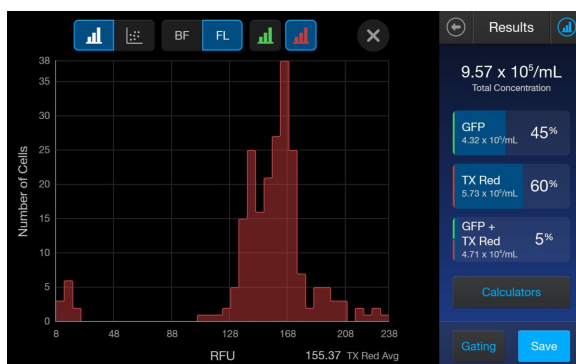 BF
FL
Results
38
35
30
25
20
15
10
5
0
Number of Cells
8
48
88
128
168
208
238
RFU
155.37 TX Red Avg
9.57 x 10⁵/mL
Total Concentration
GFP
4.32 x 10⁵/mL
45%
TX Red
5.73 x 10⁵/mL
60%
GFP +
TX Red
4.71 x 10⁴/mL
5%
Calculators
Gating
Save